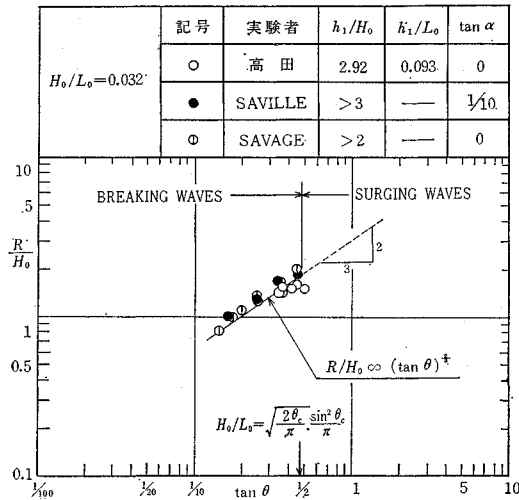 H₀/L₀=0.032
記号 実験者 h₁/H₀ h₁/L₀ tan α
○ 高田 2.92 0.093 0
● SAVILLE >3 — 1/10
⦶ SAVAGE >2 — 0
BREAKING WAVES SURGING WAVES
R/H₀
10
.5
1
0.5
0.1
2
3
R/H₀ ∝ (tan θ)^⅔
H₀/L₀=√(2θc/π)·sin²θc/π
1/100 1/20 1/10 tan θ 1/2 1 5 10